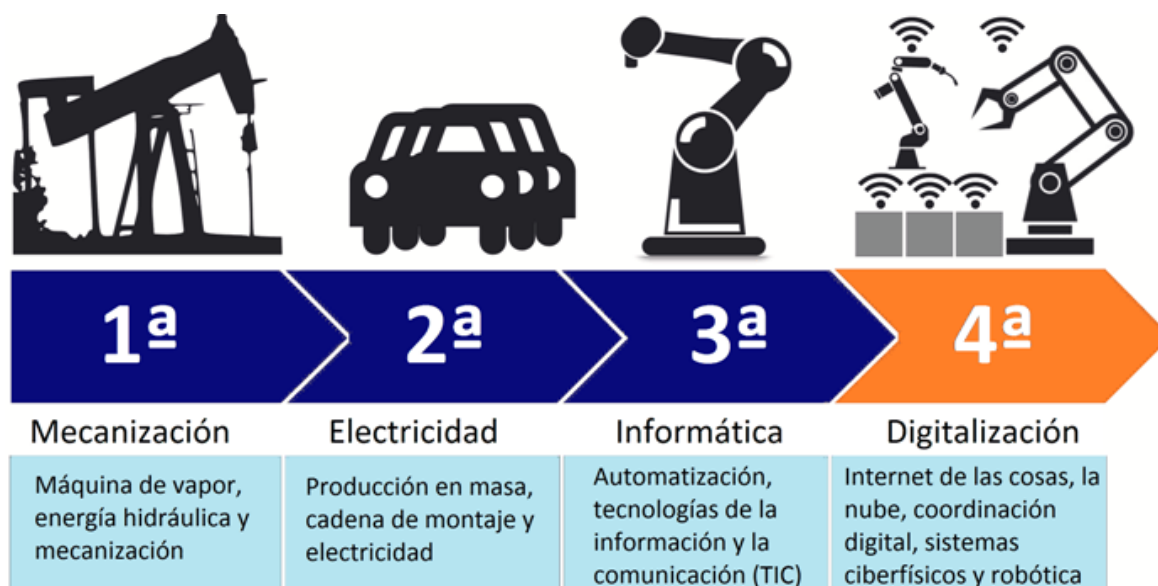 1ª
2ª
3ª
4ª
Mecanización
Electricidad
Informática
Digitalización
Máquina de vapor,
energía hidráulica y
mecanización
Producción en masa,
cadena de montaje y
electricidad
Automatización,
tecnologías de la
información y la
comunicación (TIC)
Internet de las cosas, la
nube, coordinación
digital, sistemas
ciberfísicos y robótica